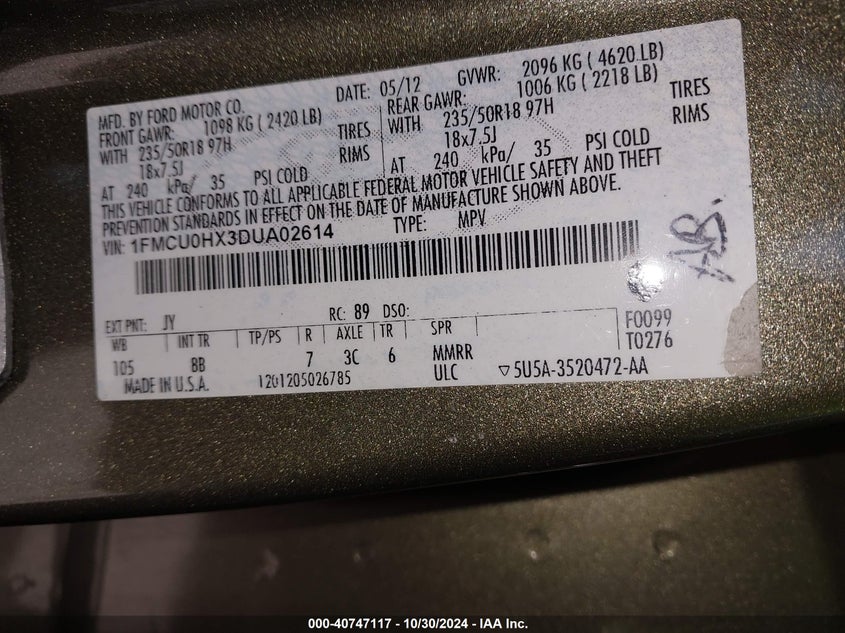 MFD. BY FORD MOTOR CO.
DATE: 05/12
GVWR: 2096 KG ( 4620 LB)
FRONT GAWR: 1098 KG ( 2420 LB)
REAR GAWR: 1006 KG ( 2218 LB)
WITH 235/50R18 97H TIRES
WITH 235/50R18 97H TIRES
18x7.5J RIMS
18x7.5J RIMS
AT 240 kPa/ 35 PSI COLD
AT 240 kPa/ 35 PSI COLD
THIS VEHICLE CONFORMS TO ALL APPLICABLE FEDERAL MOTOR VEHICLE SAFETY AND THEFT
PREVENTION STANDARDS IN EFFECT ON THE DATE OF MANUFACTURE SHOWN ABOVE.
VIN: 1FMCU0HX3DUA02614
TYPE: MPV
EXT PNT: JY RC: 89 DSO:
WB INT TR TP/PS R AXLE TR SPR F0099
T0276
105 BB 7 3C 6 MMRR
MADE IN U.S.A. 1201205026785 ULC ▽5U5A-3520472-AA
000-40747117 - 10/30/2024 - IAA Inc.